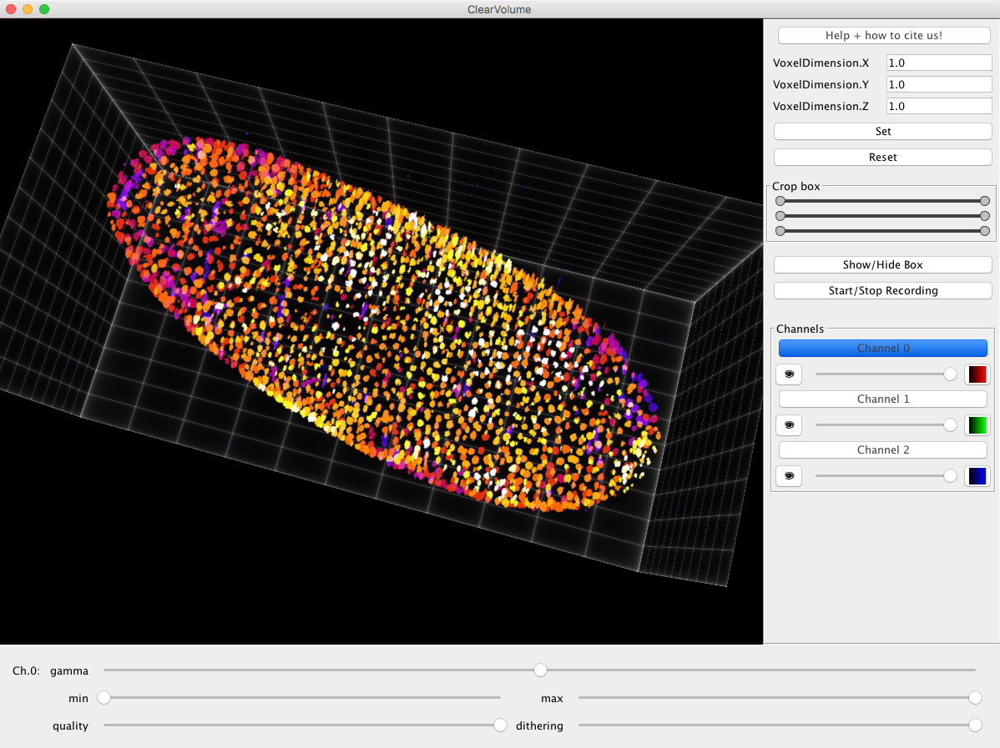 ClearVolume
Help + how to cite us!
VoxelDimension.X 1.0
VoxelDimension.Y 1.0
VoxelDimension.Z 1.0
Set
Reset
Crop box
Show/Hide Box
Start/Stop Recording
Channels
Channel 0
Channel 1
Channel 2
Ch.0: gamma
min max
quality dithering